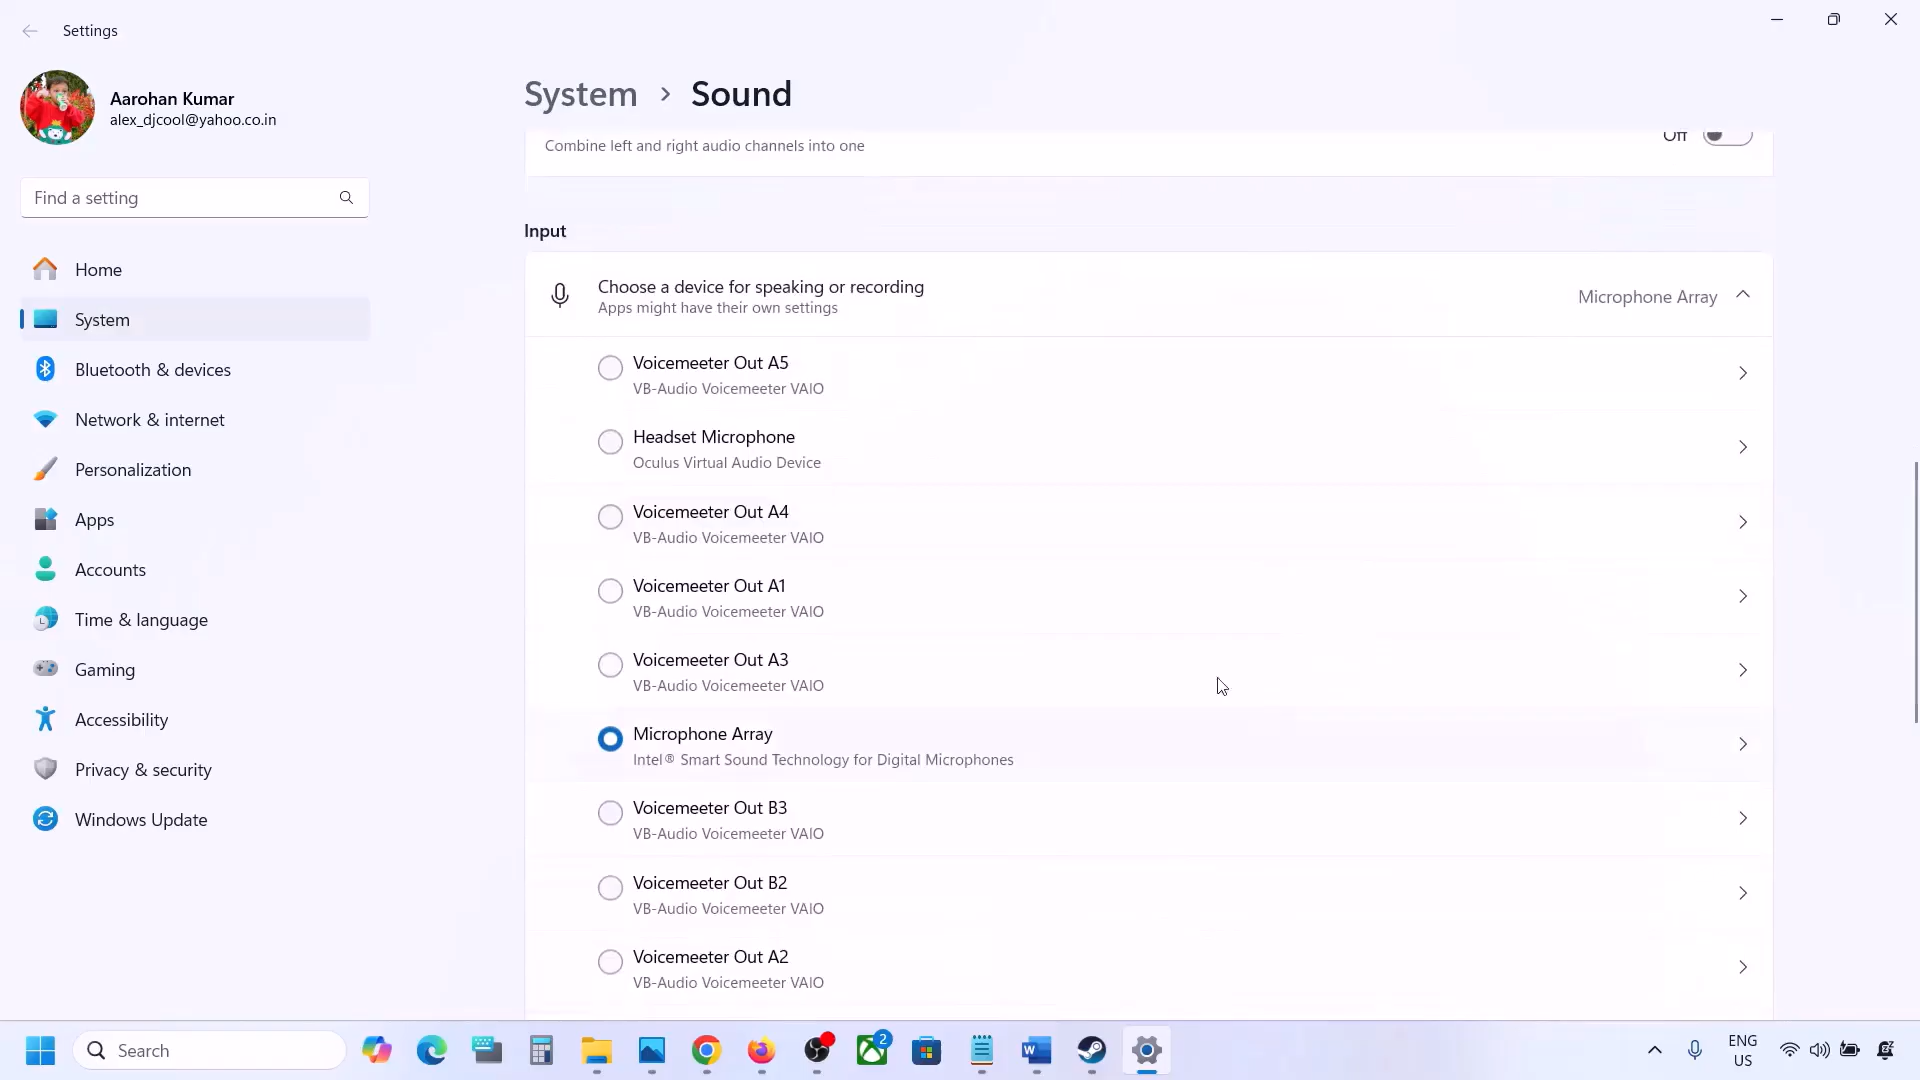 Settings
Aarohan Kumar
alex_djcool@yahoo.co.in
Find a setting
Home
System
Bluetooth & devices
Network & internet
Personalization
Apps
Accounts
Time & language
Gaming
Accessibility
Privacy & security
Windows Update
System > Sound
Combine left and right audio channels into one
Off
Input
Choose a device for speaking or recording
Apps might have their own settings
Microphone Array
Voicemeeter Out A5
VB-Audio Voicemeeter VAIO
Headset Microphone
Oculus Virtual Audio Device
Voicemeeter Out A4
VB-Audio Voicemeeter VAIO
Voicemeeter Out A1
VB-Audio Voicemeeter VAIO
Voicemeeter Out A3
VB-Audio Voicemeeter VAIO
Microphone Array
Intel® Smart Sound Technology for Digital Microphones
Voicemeeter Out B3
VB-Audio Voicemeeter VAIO
Voicemeeter Out B2
VB-Audio Voicemeeter VAIO
Voicemeeter Out A2
VB-Audio Voicemeeter VAIO
Search
2
ENG
US